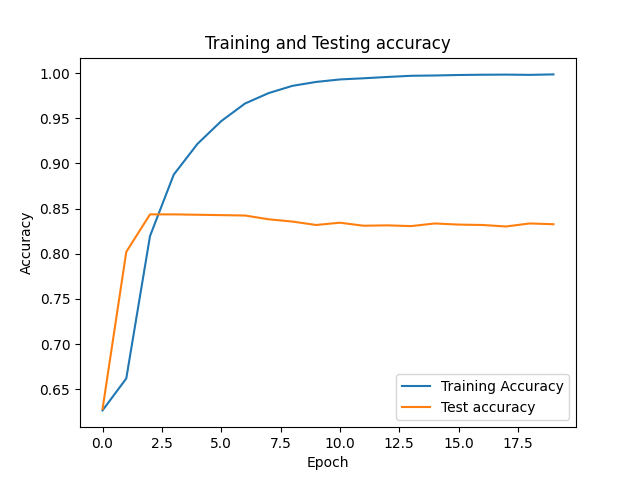 Training and Testing accuracy
1.00
0.95
0.90
0.85
0.80
0.75
0.70
0.65
Accuracy
Training Accuracy
Test accuracy
0.0 2.5 5.0 7.5 10.0 12.5 15.0 17.5
Epoch